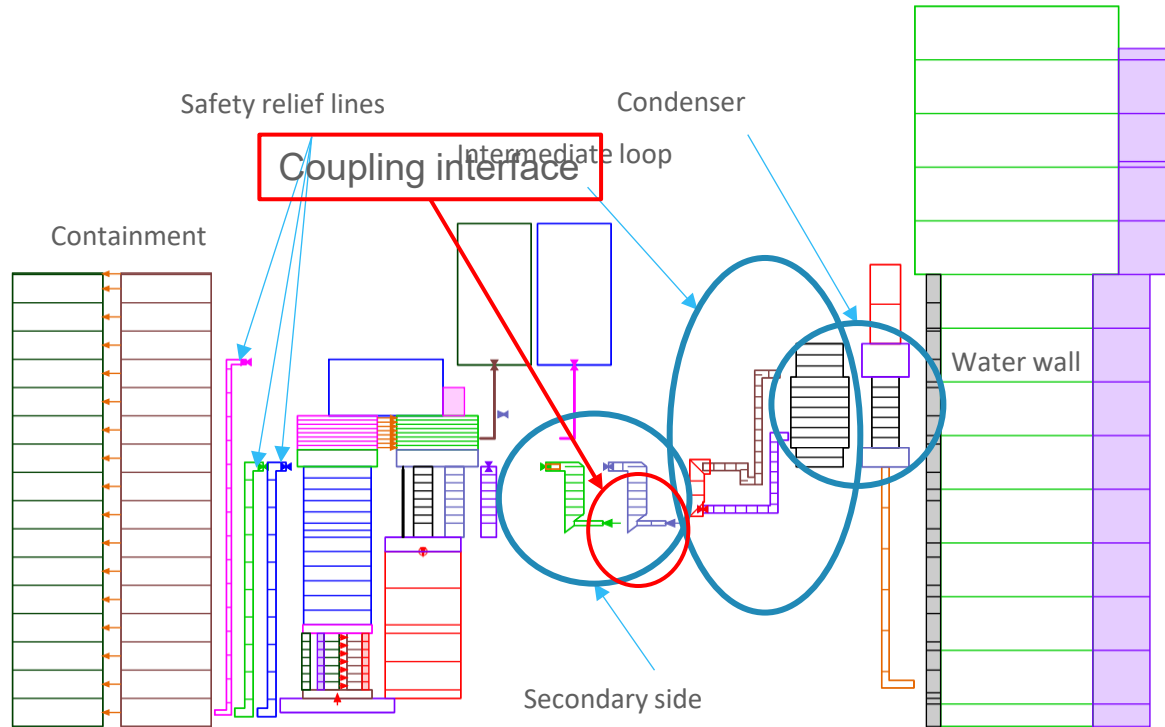 Safety relief lines
Condenser
Coupling interface
Intermediate loop
Containment
Water wall
Secondary side